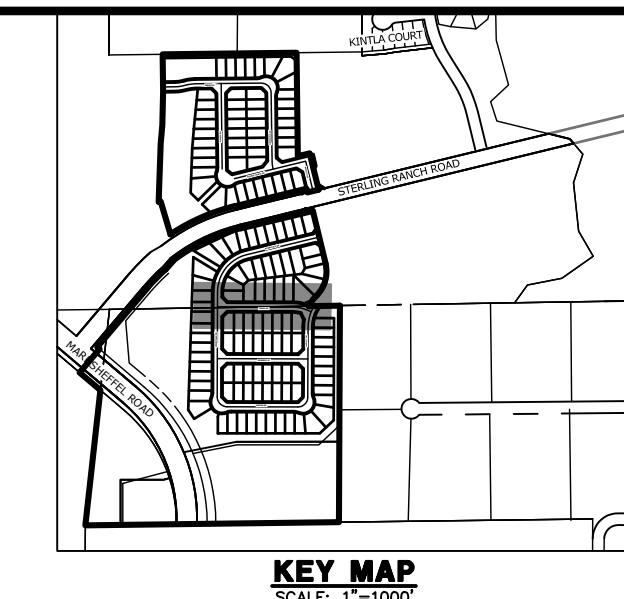 KINTLA COURT
STERLING RANCH ROAD
MARKSHEFFEL ROAD
KEY MAP
SCALE: 1"=1000'